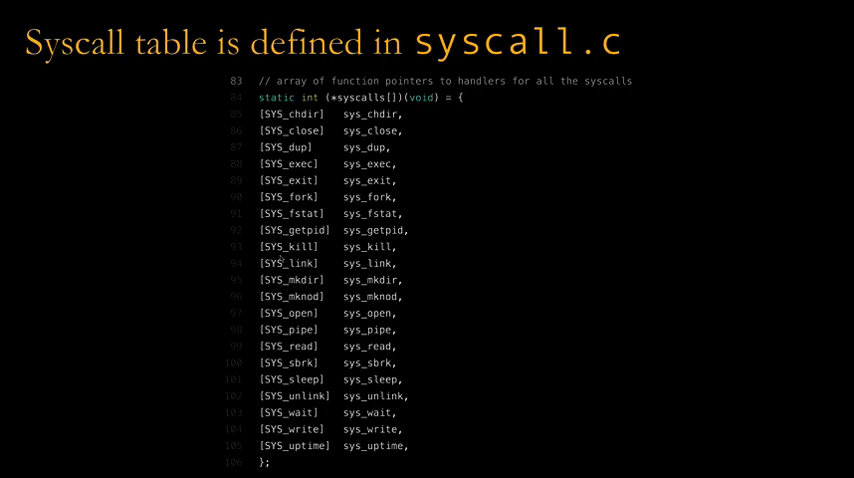 Syscall table is defined in syscall.c
83 // array of function pointers to handlers for all the syscalls
84 static int (*syscalls[])(void) = {
85 [SYS_chdir] sys_chdir,
86 [SYS_close] sys_close,
87 [SYS_dup] sys_dup,
88 [SYS_exec] sys_exec,
89 [SYS_exit] sys_exit,
90 [SYS_fork] sys_fork,
91 [SYS_fstat] sys_fstat,
92 [SYS_getpid] sys_getpid,
93 [SYS_kill] sys_kill,
94 [SYS_link] sys_link,
95 [SYS_mkdir] sys_mkdir,
96 [SYS_mknod] sys_mknod,
97 [SYS_open] sys_open,
98 [SYS_pipe] sys_pipe,
99 [SYS_read] sys_read,
100 [SYS_sbrk] sys_sbrk,
101 [SYS_sleep] sys_sleep,
102 [SYS_unlink] sys_unlink,
103 [SYS_wait] sys_wait,
104 [SYS_write] sys_write,
105 [SYS_uptime] sys_uptime,
106 };